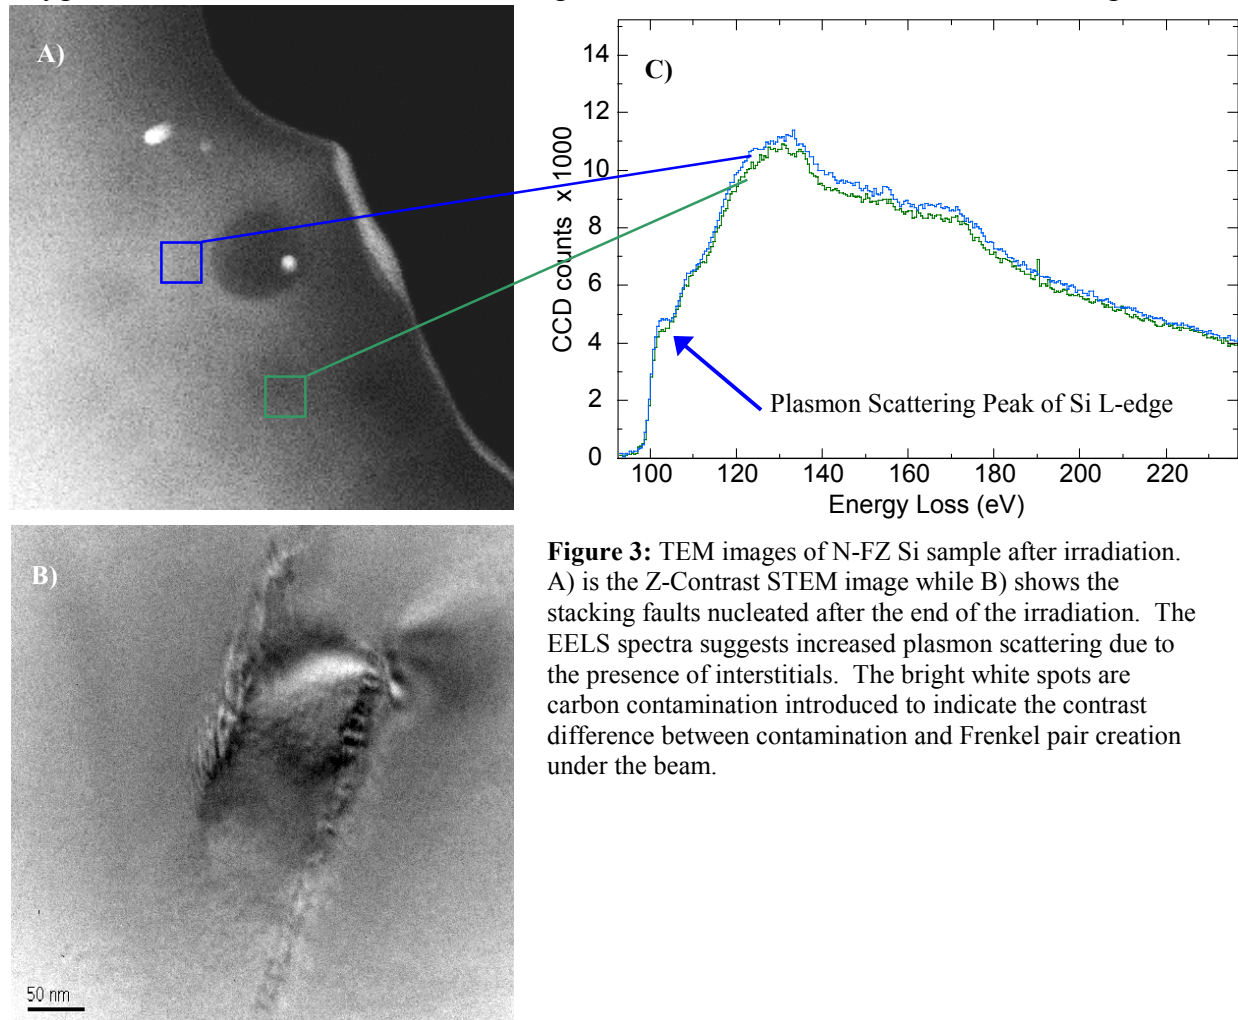 A)
C)
14
12
10
8
6
4
2
0
CCD counts x 1000
Plasmon Scattering Peak of Si L-edge
100 120 140 160 180 200 220
Energy Loss (eV)
B)
50 nm
Figure 3: TEM images of N-FZ Si sample after irradiation.
A) is the Z-Contrast STEM image while B) shows the
stacking faults nucleated after the end of the irradiation. The
EELS spectra suggests increased plasmon scattering due to
the presence of interstitials. The bright white spots are
carbon contamination introduced to indicate the contrast
difference between contamination and Frenkel pair creation
under the beam.